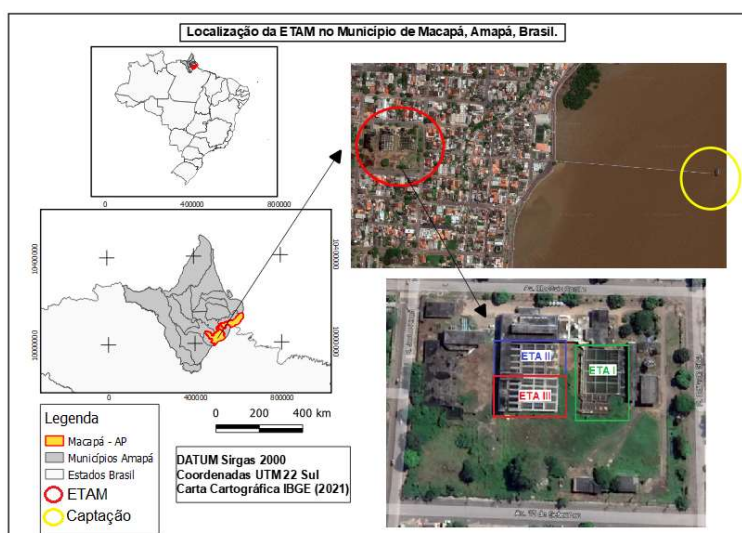 Localização da ETAM no Município de Macapá, Amapá, Brasil.
400000 800000
400000 800000
10400000
10000000
10400000
10000000
0 200 400 km
Legenda
Macapá - AP
Municípios Amapá
Estados Brasil
ETAM
Captação
DATUM Sirgas 2000
Coordenadas UTM22 Sul
Carta Cartográfica IBGE (2021)
ETA II
ETA I
ETA III